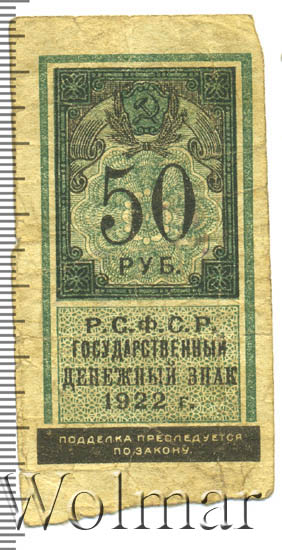 50
РУБ.
Р.С.Ф.С.Р.
ГОСУДАРСТВЕННЫЙ
ДЕНЕЖНЫЙ ЗНАК
1922 г.
ПОДДЕЛКА ПРЕСЛЕДУЕТСЯ
ПО ЗАКОНУ.
Wolmar